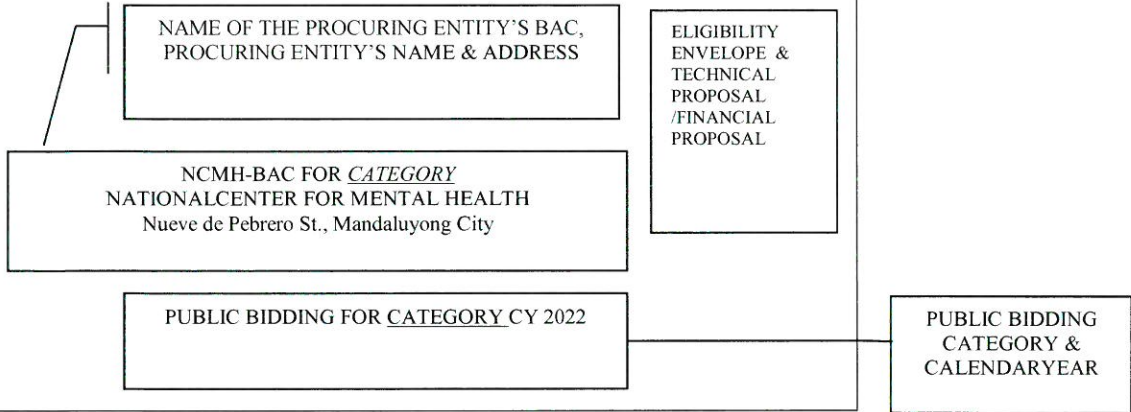 NAME OF THE PROCURING ENTITY'S BAC,
PROCURING ENTITY'S NAME & ADDRESS
ELIGIBILITY
ENVELOPE &
TECHNICAL
PROPOSAL
/FINANCIAL
PROPOSAL
NCMH-BAC FOR CATEGORY
NATIONALCENTER FOR MENTAL HEALTH
Nueve de Pebrero St., Mandaluyong City
PUBLIC BIDDING FOR CATEGORY CY 2022
PUBLIC BIDDING
CATEGORY &
CALENDARYEAR